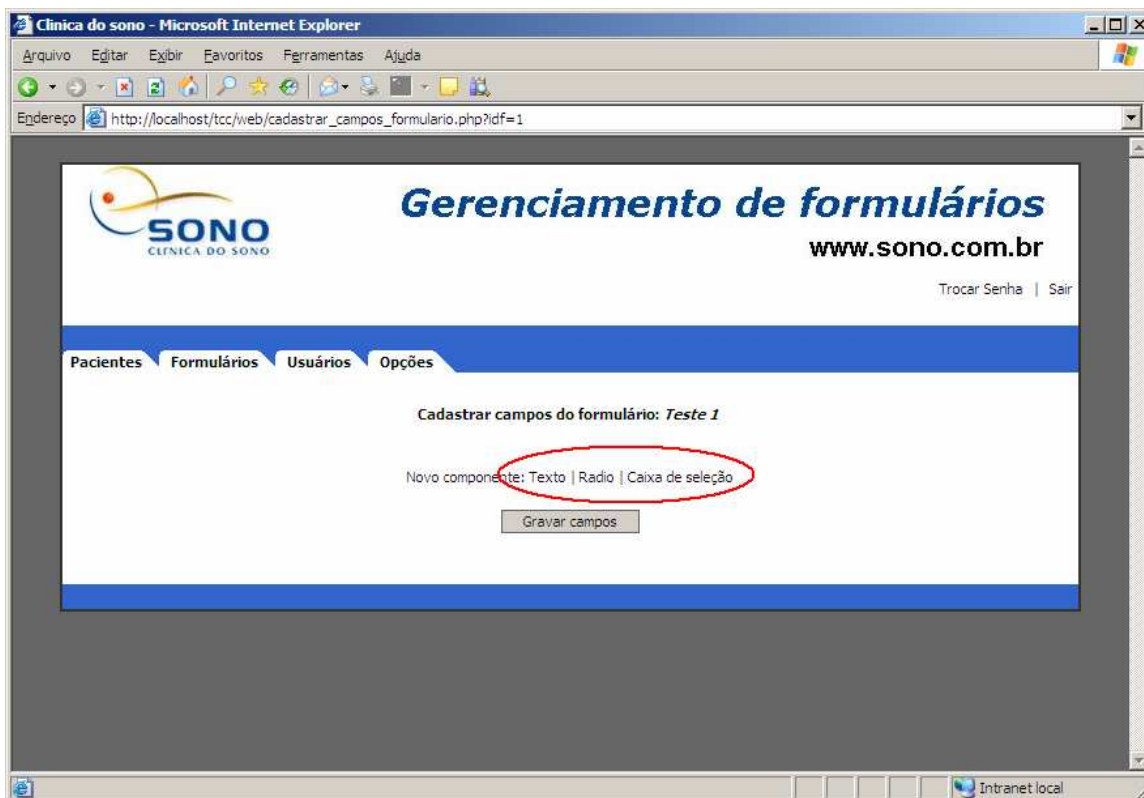 Clinica do sono - Microsoft Internet Explorer
Arquivo Editar Exibir Favoritos Ferramentas Ajuda
Endereço http://localhost/tcc/web/cadastrar_campos_formulario.php?idf=1
SONO
CLINICA DO SONO
Gerenciamento de formulários
www.sono.com.br
Trocar Senha | Sair
Pacientes Formulários Usuários Opções
Cadastrar campos do formulário: Teste 1
Novo componente: Texto | Radio | Caixa de seleção
Gravar campos
Intranet local